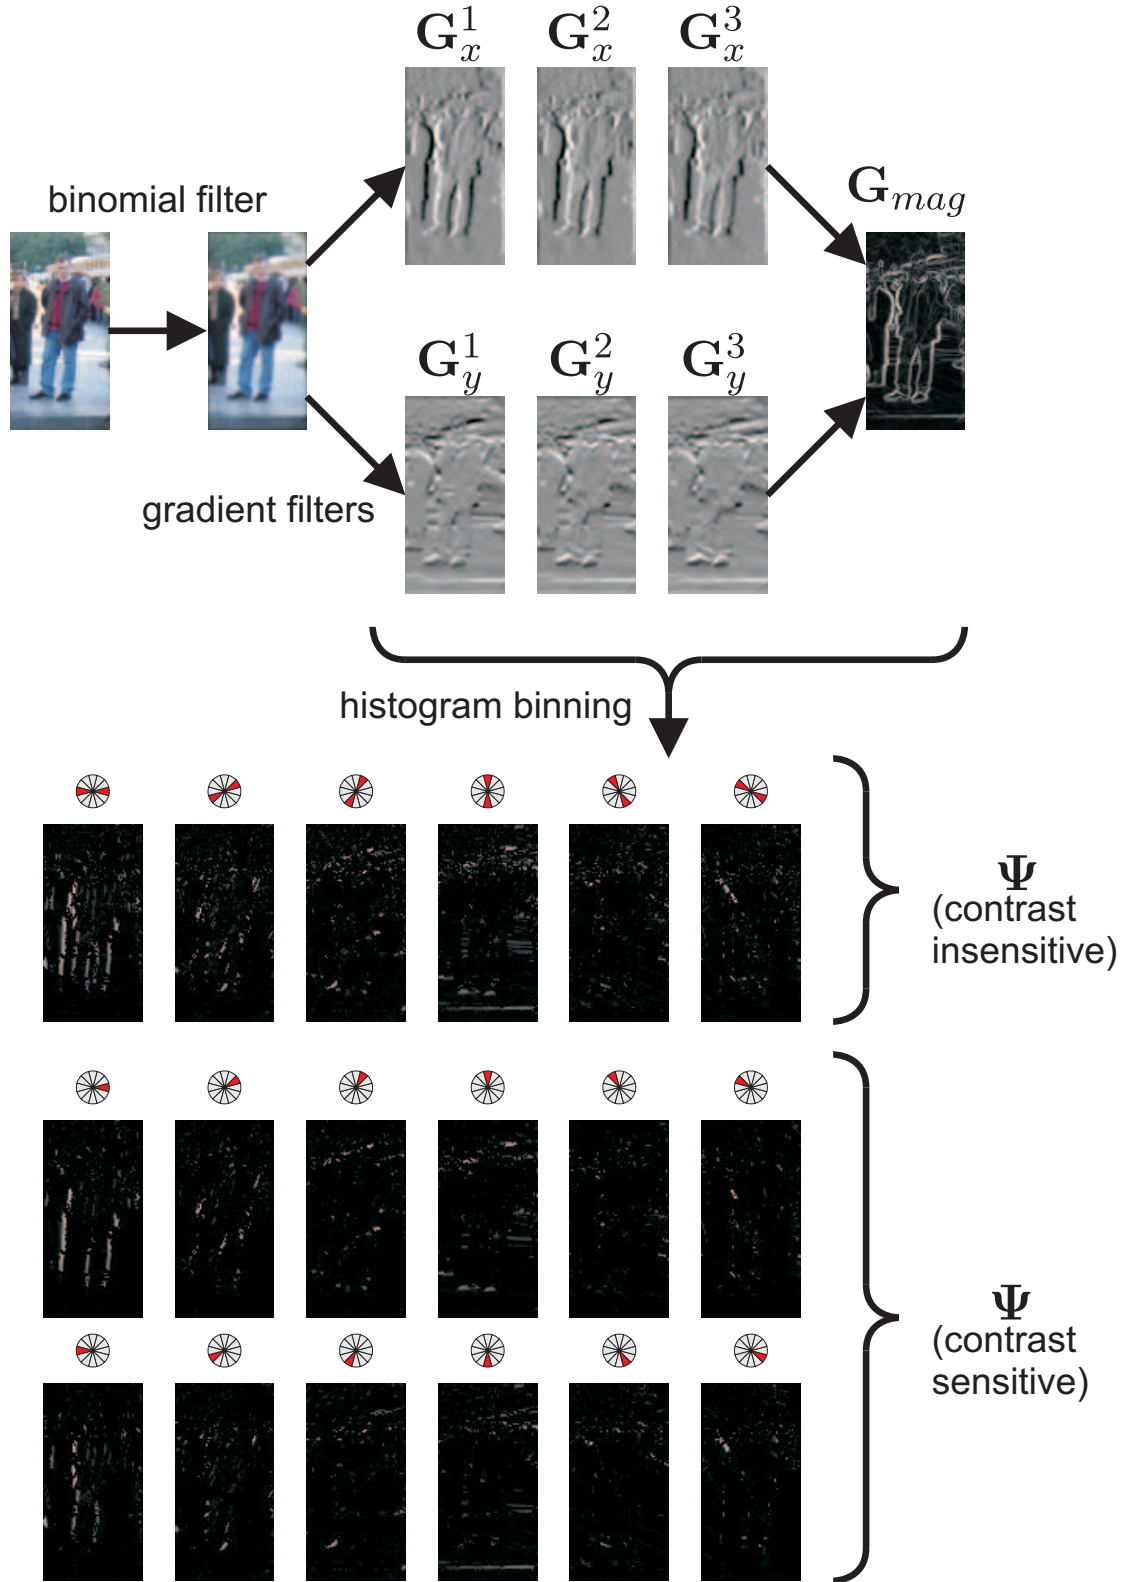 G_x^1 G_x^2 G_x^3
binomial filter
G_mag
G_y^1 G_y^2 G_y^3
gradient filters
histogram binning
Ψ
(contrast
insensitive)
Ψ
(contrast
sensitive)